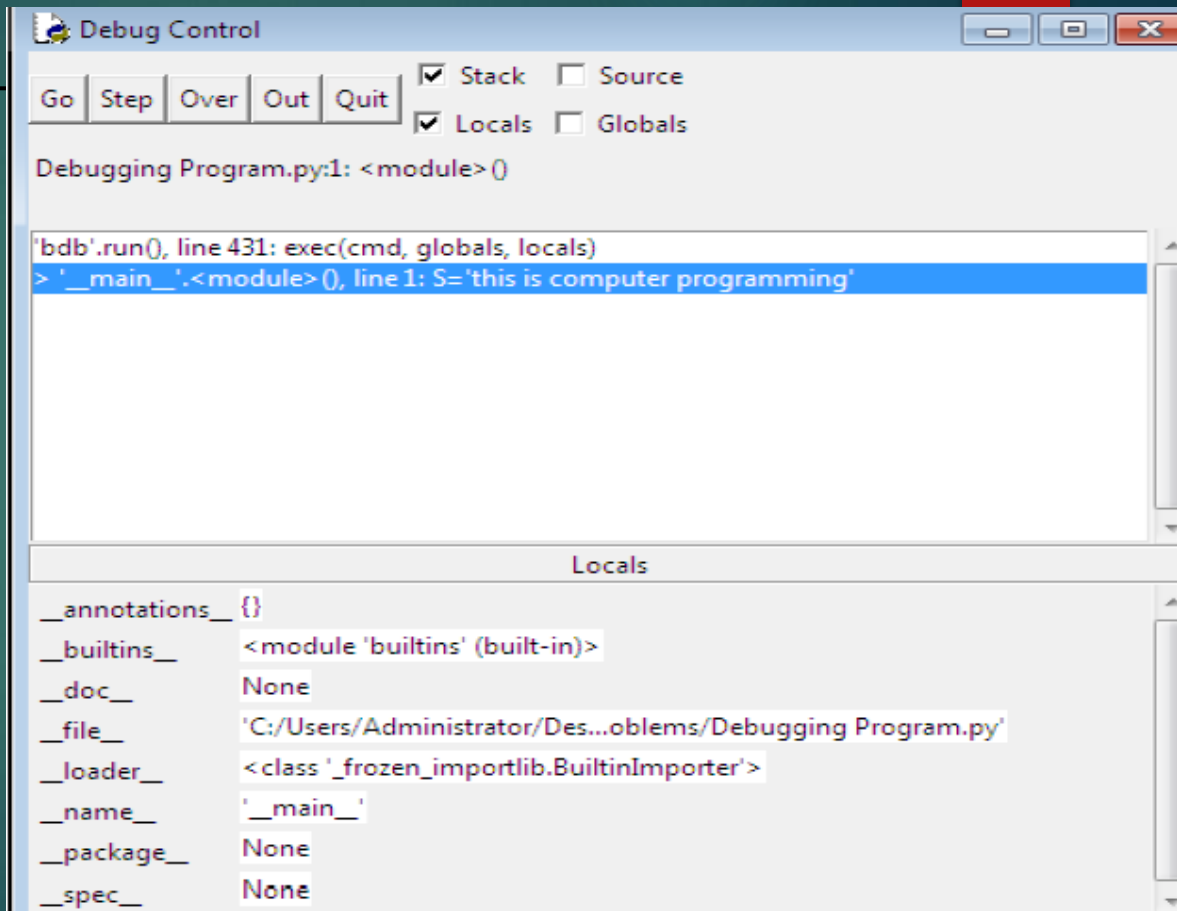 Debug Control
Go Step Over Out Quit Stack Source
Locals Globals
Debugging Program.py:1: <module>()
'bdb'.run(), line 431: exec(cmd, globals, locals)
> '__main__'.<module>(), line 1: S='this is computer programming'
Locals
__annotations__ {}
__builtins__ <module 'builtins' (built-in)>
__doc__ None
__file__ 'C:/Users/Administrator/Des...oblems/Debugging Program.py'
__loader__ <class '_frozen_importlib.BuiltinImporter'>
__name__ '__main__'
__package__ None
__spec__ None